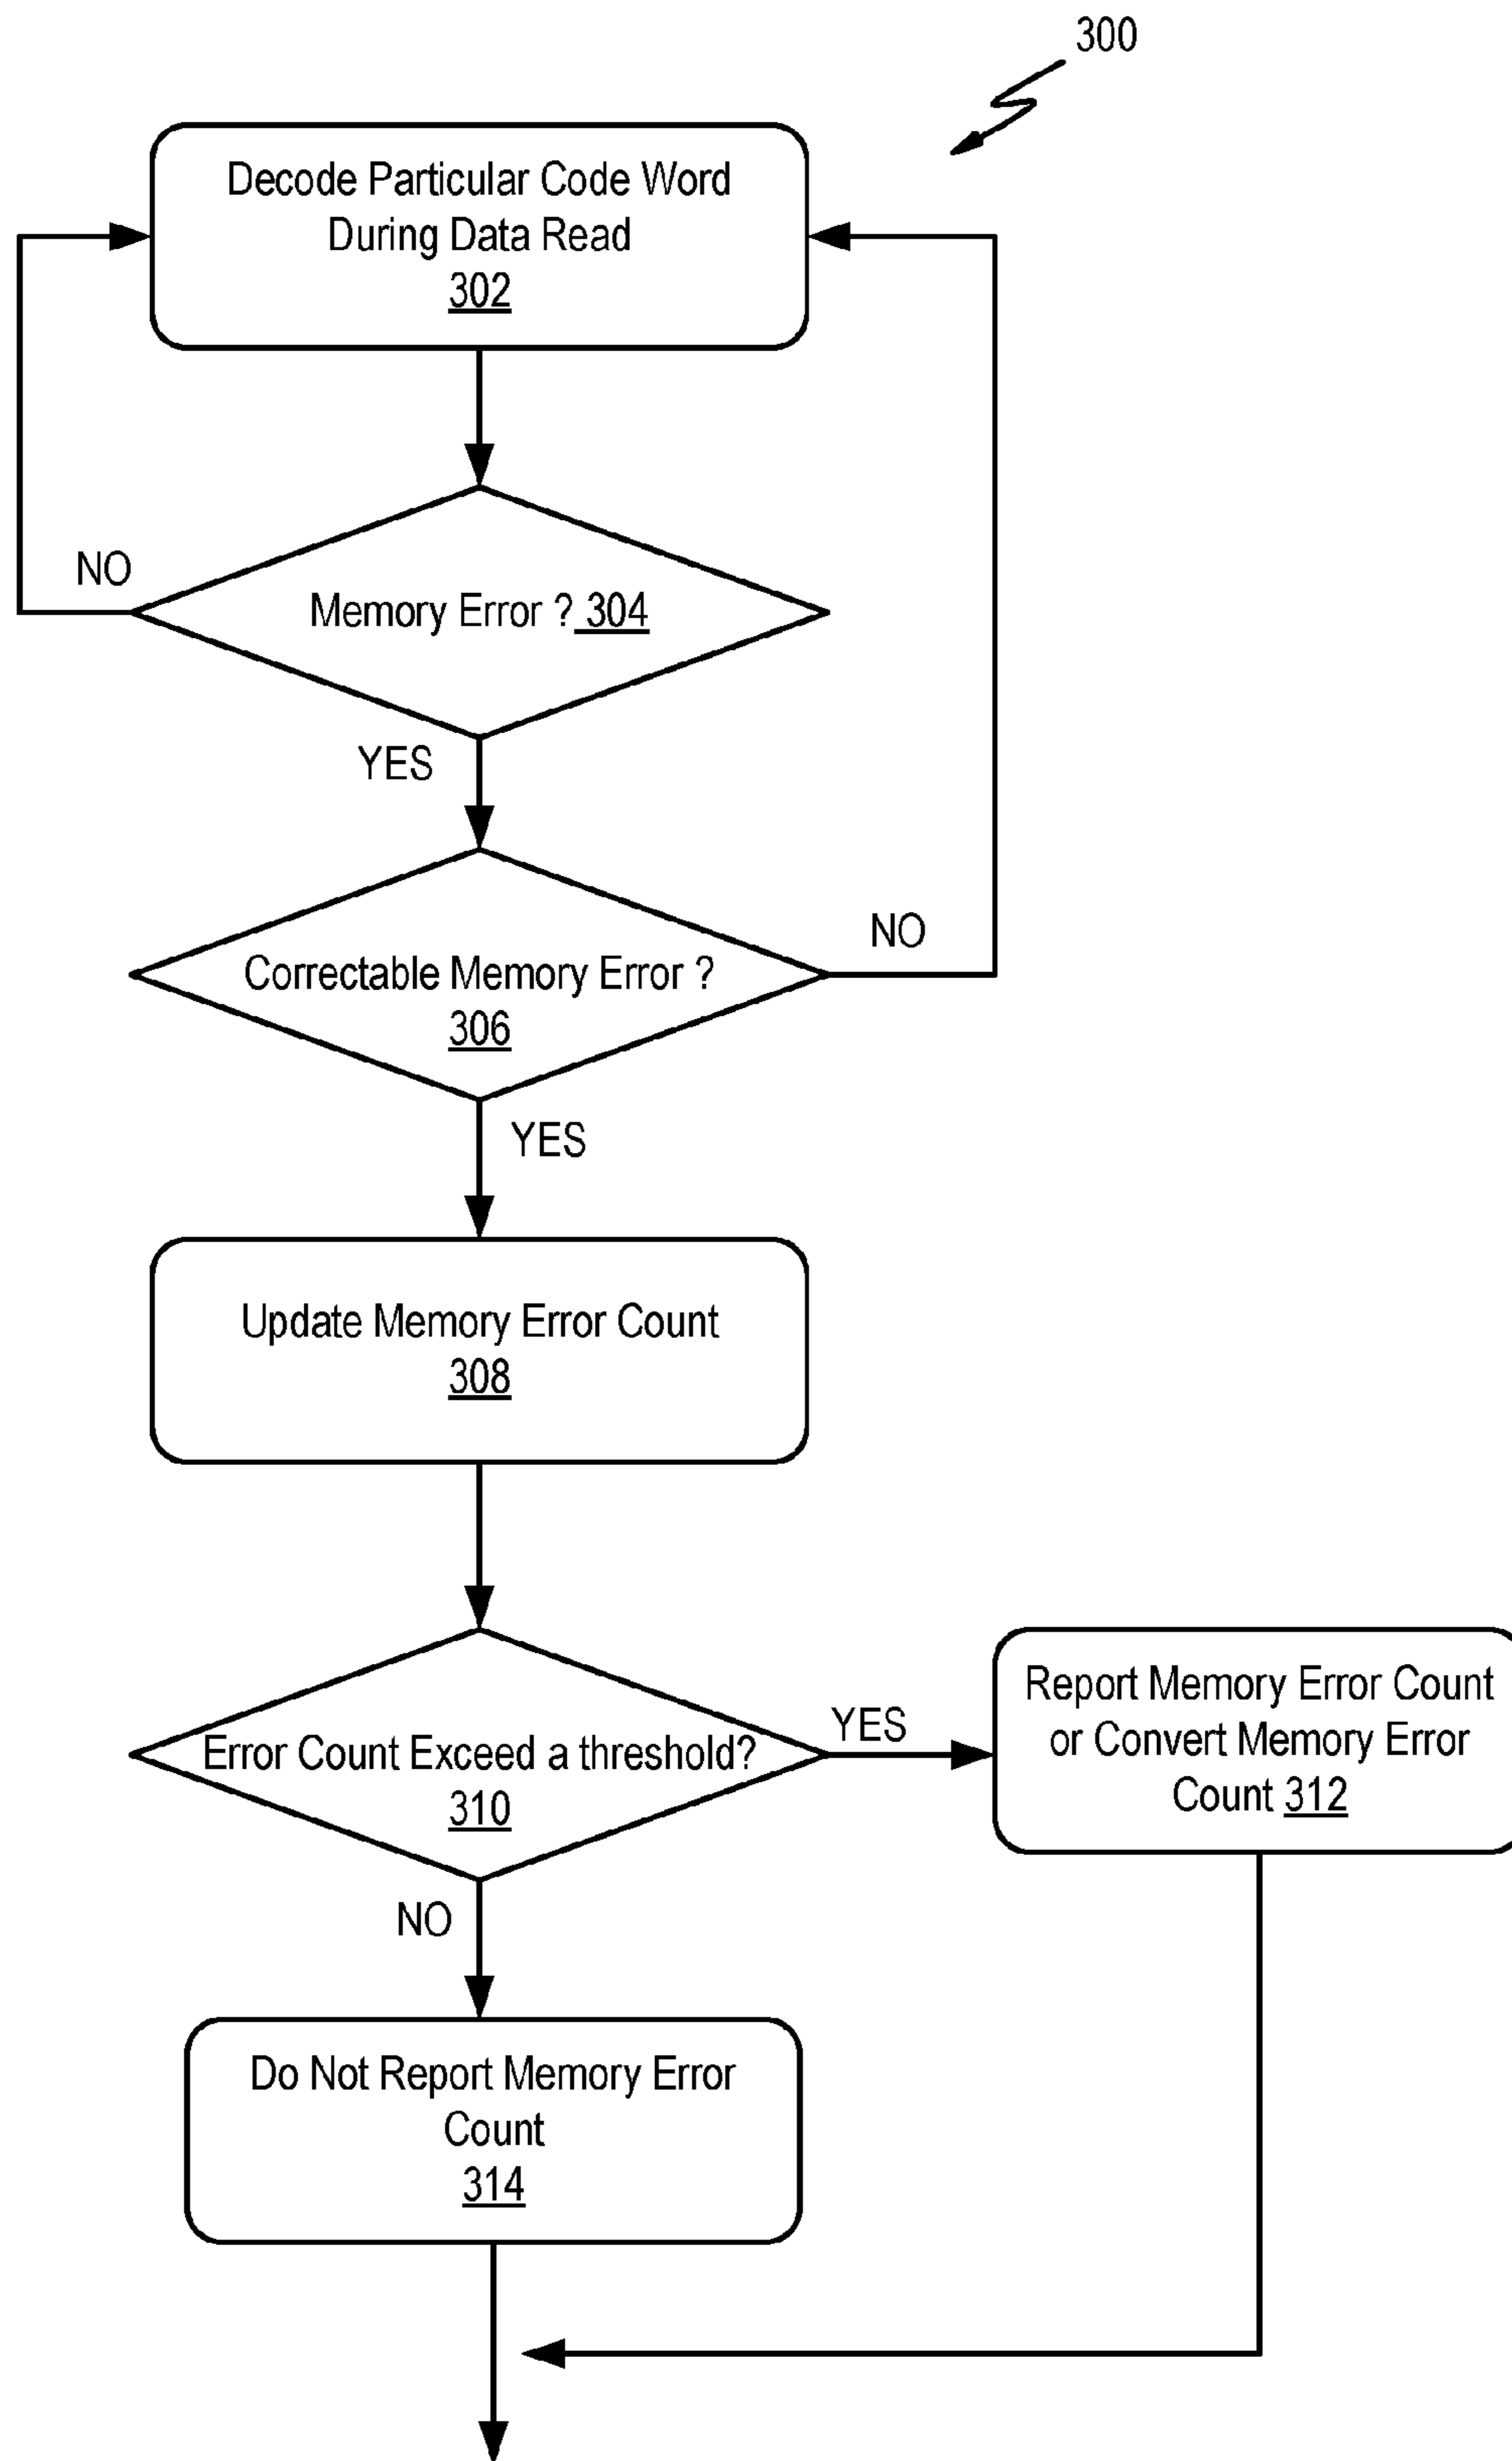 300
Decode Particular Code Word
During Data Read
302
NO
Memory Error ? 304
YES
NO
Correctable Memory Error ?
306
YES
Update Memory Error Count
308
Error Count Exceed a threshold?
310
YES
Report Memory Error Count
or Convert Memory Error
Count 312
NO
Do Not Report Memory Error
Count
314